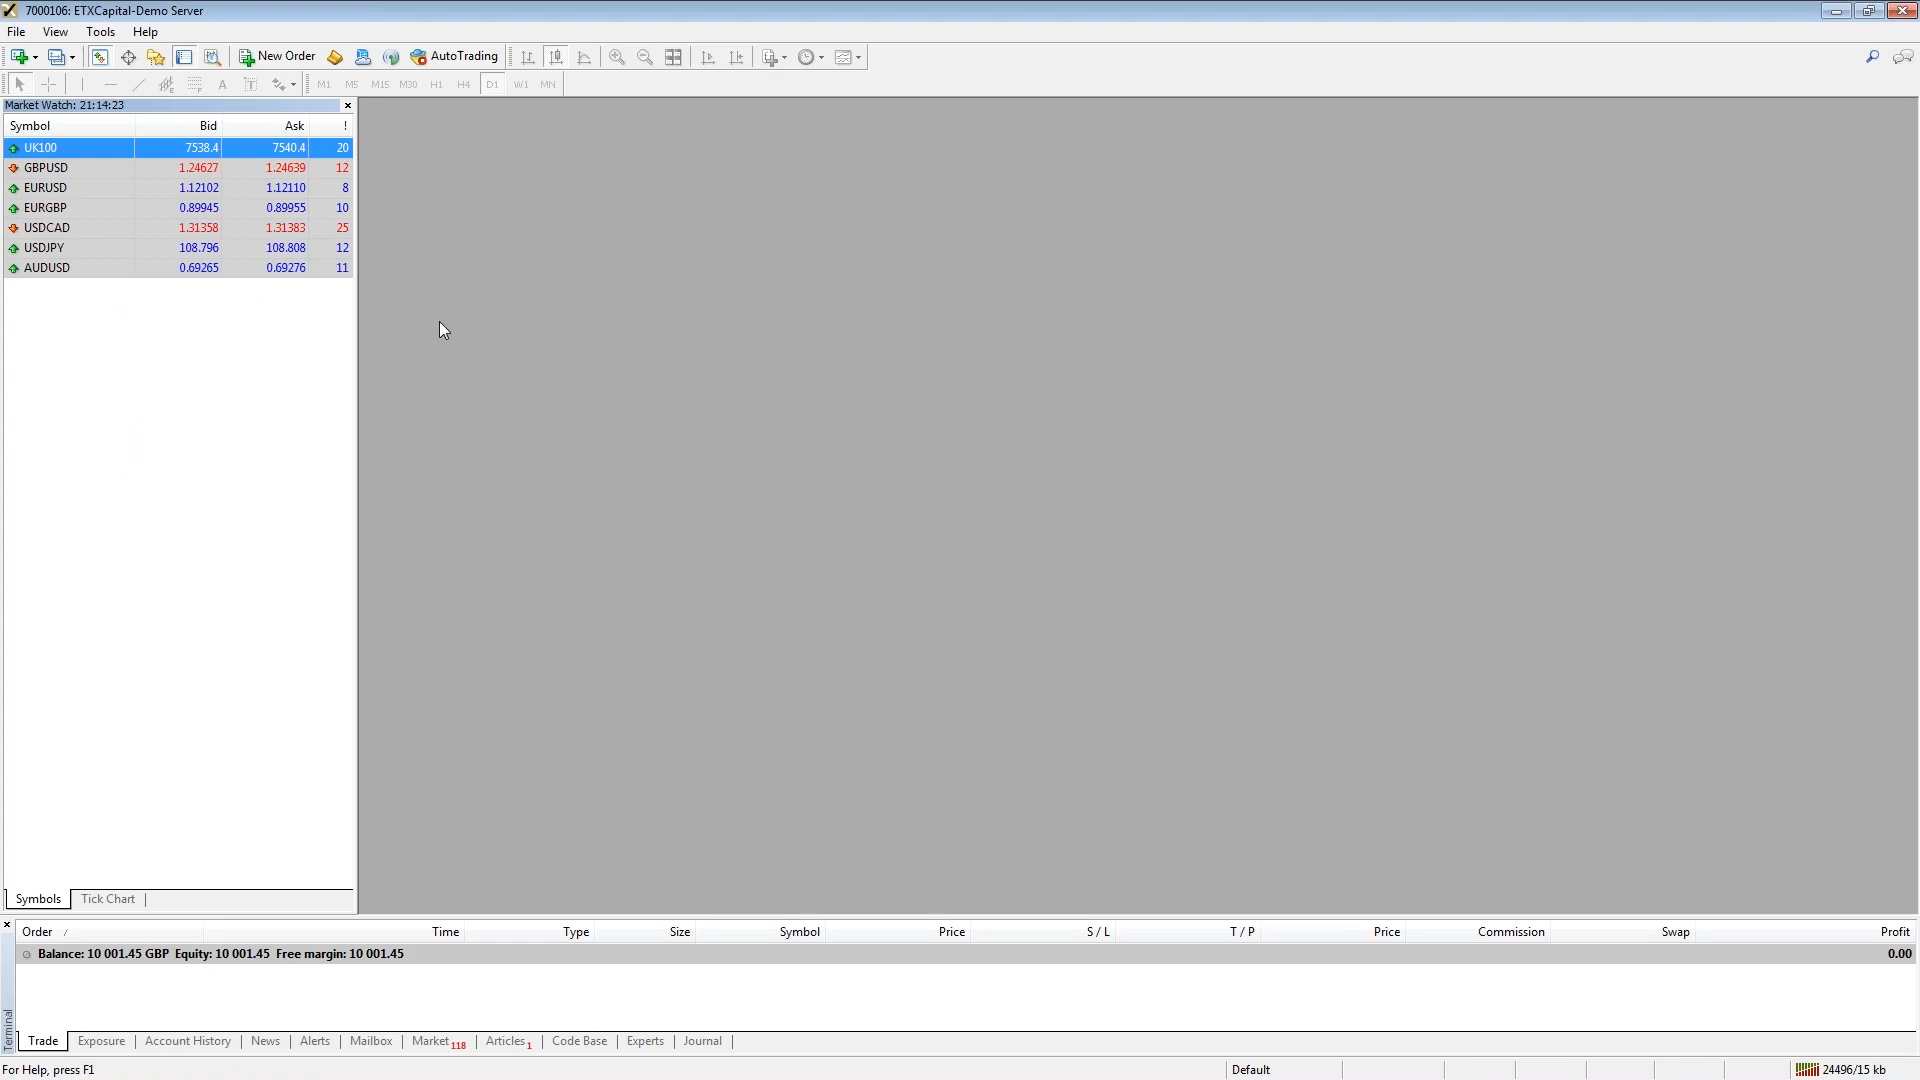 7000106: ETXCapital-Demo Server
File View Tools Help
New Order AutoTrading
A T M1 M5 M15 M30 H1 H4 D1 W1 MN
Market Watch: 21:14:23
Symbol Bid Ask !
UK100 7538.4 7540.4 20
GBPUSD 1.24627 1.24639 12
EURUSD 1.12102 1.12110 8
EURGBP 0.89945 0.89955 10
USDCAD 1.31358 1.31383 25
USDJPY 108.796 108.808 12
AUDUSD 0.69265 0.69276 11
Symbols Tick Chart
Order / Time Type Size Symbol Price S / L T / P Price Commission Swap Profit
Balance: 10 001.45 GBP Equity: 10 001.45 Free margin: 10 001.45 0.00
Terminal
Trade Exposure Account History News Alerts Mailbox Market 118 Articles 1 Code Base Experts Journal
For Help, press F1 Default 24496/15 kb